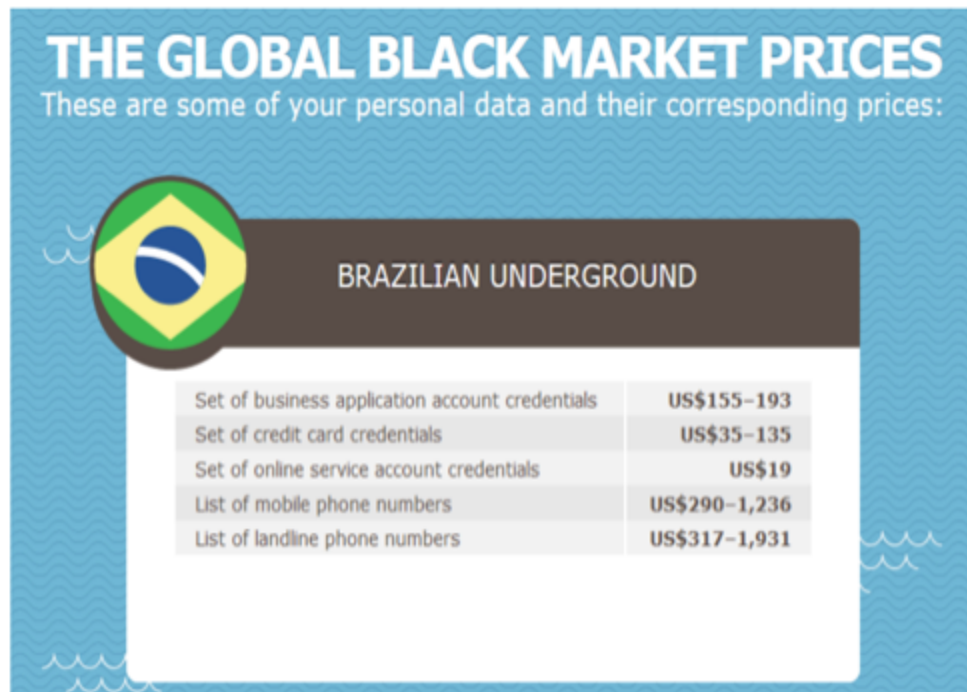 THE GLOBAL BLACK MARKET PRICES
These are some of your personal data and their corresponding prices:
BRAZILIAN UNDERGROUND
Set of business application account credentials US$155–193
Set of credit card credentials US$35–135
Set of online service account credentials US$19
List of mobile phone numbers US$290–1,236
List of landline phone numbers US$317–1,931